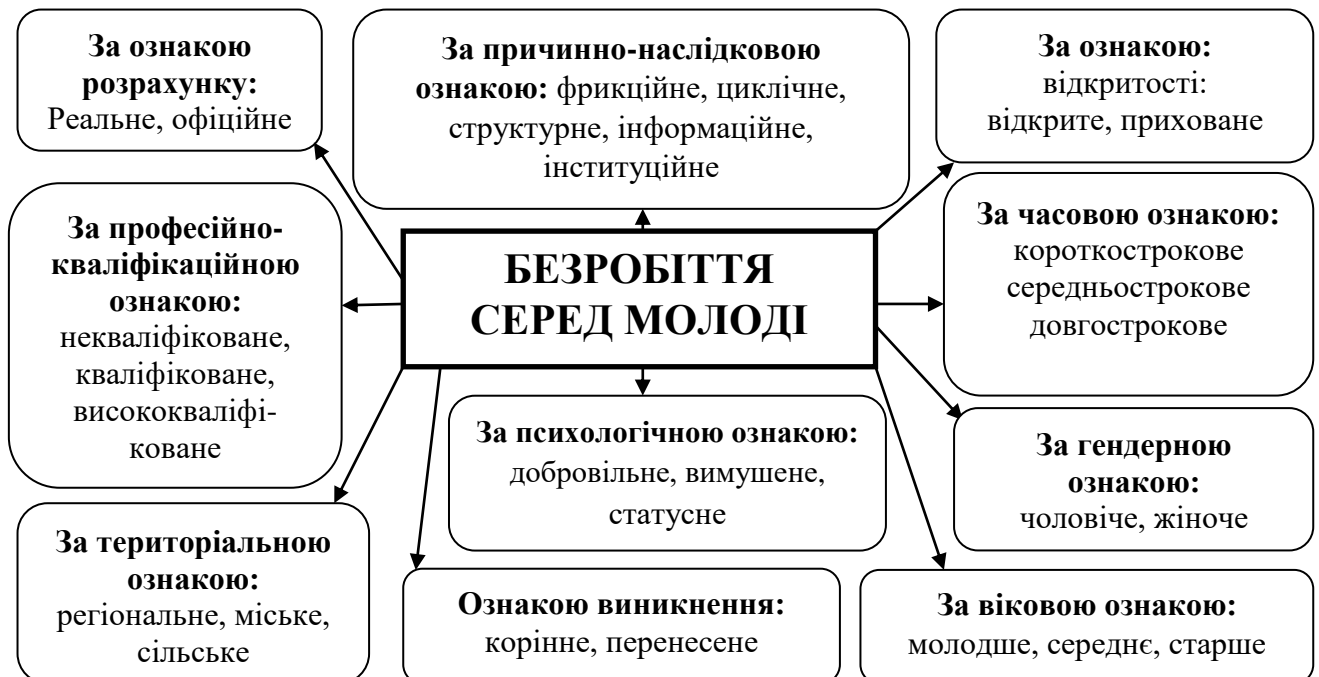 За ознакою
розрахунку:
Реальне, офіційне
За причинно-наслідковою
ознакою: фрикційне, циклічне,
структурне, інформаційне,
інституційне
За ознакою:
відкритості:
відкрите, приховане
За професійно-
кваліфікаційною
ознакою:
некваліфіковане,
кваліфіковане,
висококваліфі-
коване
БЕЗРОБІТТЯ
СЕРЕД МОЛОДІ
За часовою ознакою:
короткострокове
середньострокове
довгострокове
За психологічною ознакою:
добровільне, вимушене,
статусне
За гендерною
ознакою:
чоловіче, жіноче
За територіальною
ознакою:
регіональне, міське,
сільське
Ознакою виникнення:
корінне, перенесене
За віковою ознакою:
молодше, середнє, старше